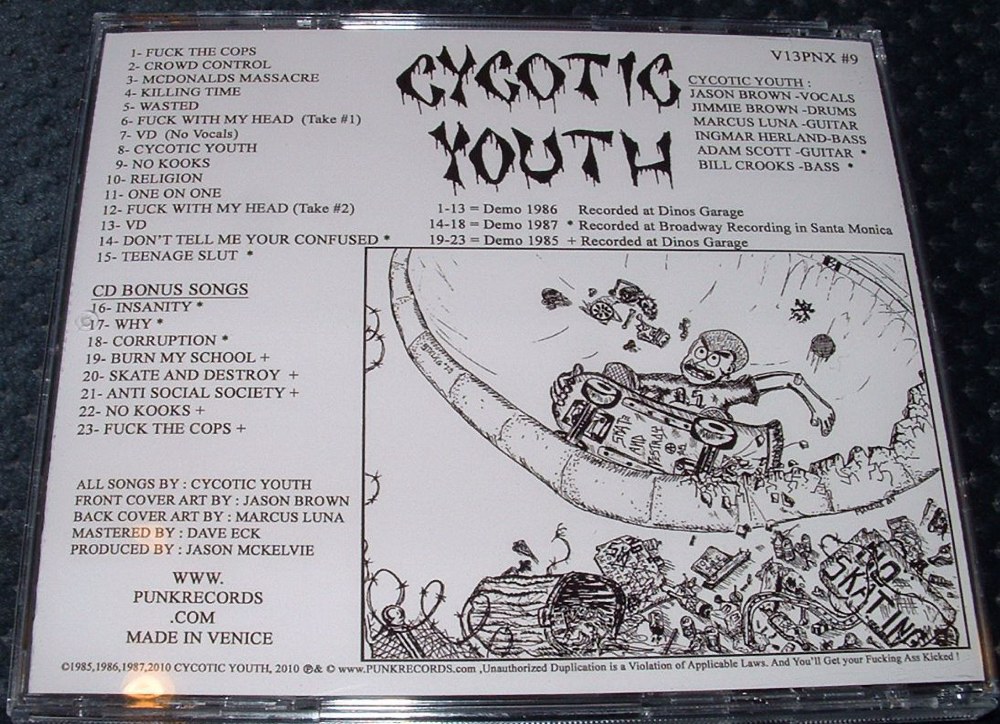 1- FUCK THE COPS
2- CROWD CONTROL
3- MCDONALDS MASSACRE
4- KILLING TIME
5- WASTED
6- FUCK WITH MY HEAD (Take #1)
7- VD (No Vocals)
8- CYCOTIC YOUTH
9- NO KOOKS
10- RELIGION
11- ONE ON ONE
12- FUCK WITH MY HEAD (Take #2)
13- VD
14- DON'T TELL ME YOUR CONFUSED *
15- TEENAGE SLUT *
CD BONUS SONGS
16- INSANITY *
17- WHY *
18- CORRUPTION *
19- BURN MY SCHOOL +
20- SKATE AND DESTROY +
21- ANTI SOCIAL SOCIETY +
22- NO KOOKS +
23- FUCK THE COPS +
ALL SONGS BY : CYCOTIC YOUTH
FRONT COVER ART BY : JASON BROWN
BACK COVER ART BY : MARCUS LUNA
MASTERED BY : DAVE ECK
PRODUCED BY : JASON MCKELVIE
WWW.
PUNKRECORDS
.COM
MADE IN VENICE
CYCOTIC
YOUTH
V13PNX #9
CYCOTIC YOUTH :
JASON BROWN -VOCALS
JIMMIE BROWN -DRUMS
MARCUS LUNA-GUITAR
INGMAR HERLAND-BASS
ADAM SCOTT -GUITAR *
BILL CROOKS -BASS *
1-13 = Demo 1986 Recorded at Dinos Garage
14-18 = Demo 1987 * Recorded at Broadway Recording in Santa Monica
19-23 = Demo 1985 + Recorded at Dinos Garage
SKATE
AND
DESTROY
NO
SKATING
©1985,1986,1987,2010 CYCOTIC YOUTH, 2010 ℗& © www.PUNKRECORDS.com ,Unauthorized Duplication is a Violation of Applicable Laws. And You'll Get your Fucking Ass Kicked !